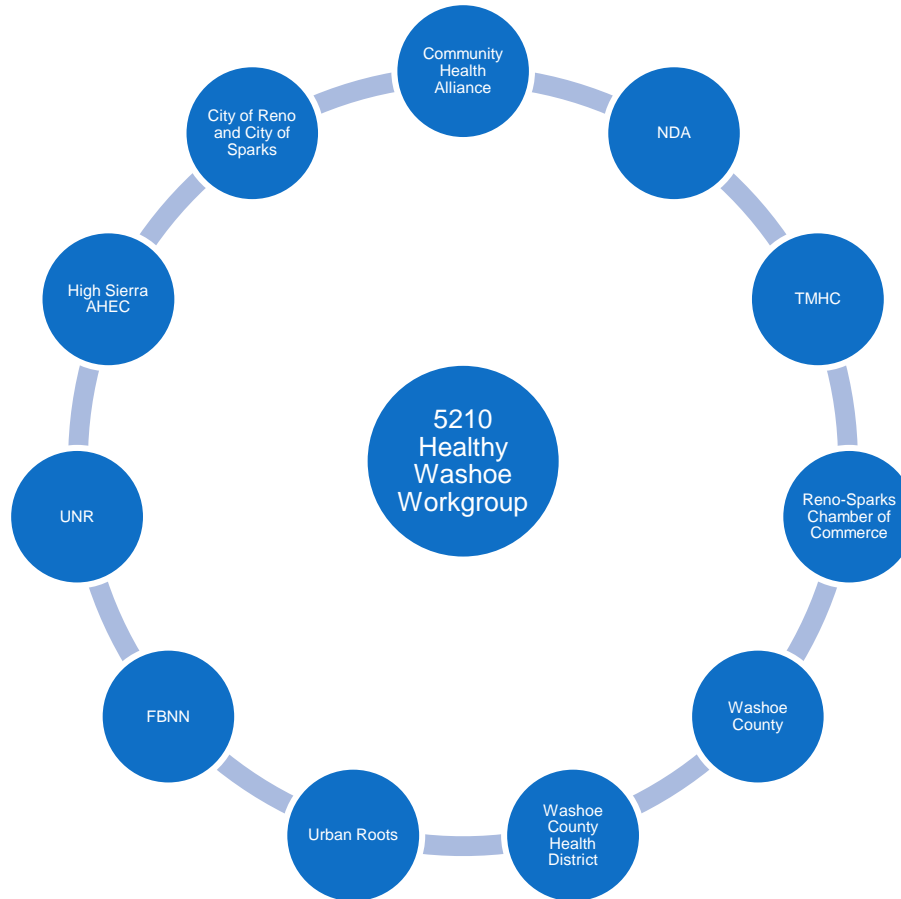 Community
Health
Alliance
NDA
TMHC
Reno-Sparks
Chamber of
Commerce
Washoe
County
Washoe
County
Health
District
Urban Roots
FBNN
UNR
High Sierra
AHEC
City of Reno
and City of
Sparks
5210
Healthy
Washoe
Workgroup